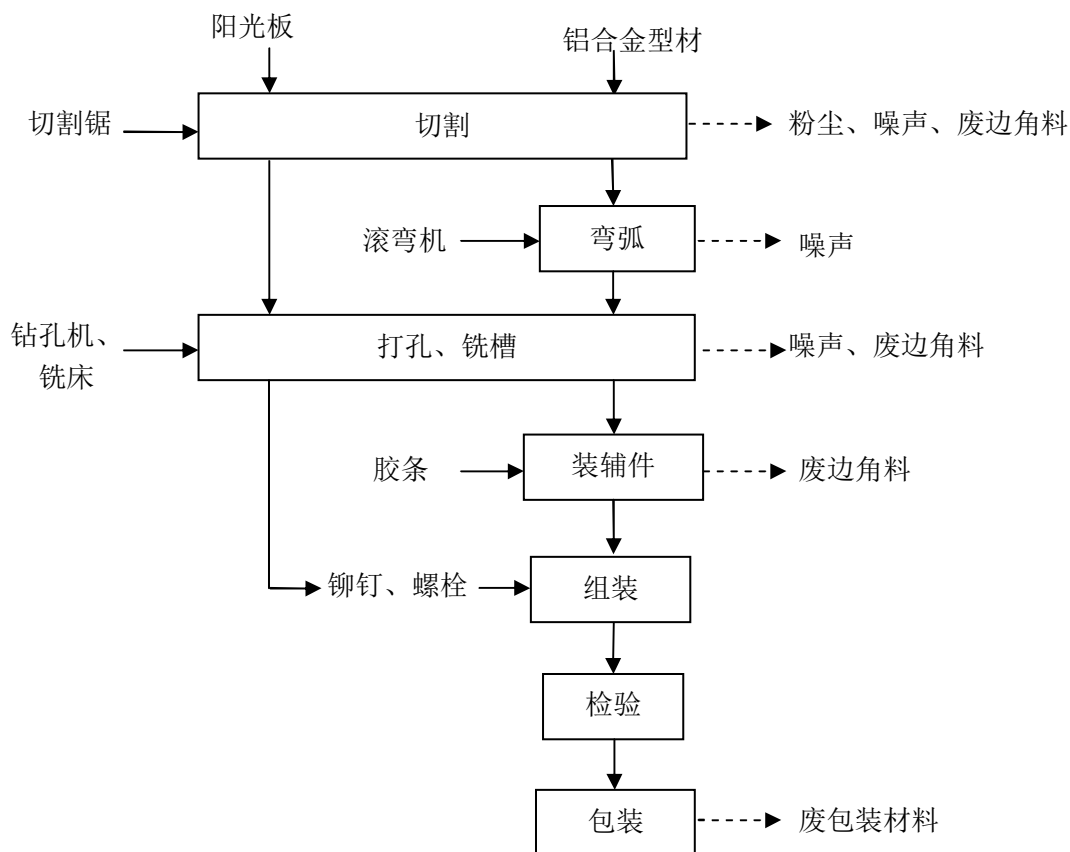 阳光板
铝合金型材
切割锯
切割
粉尘、噪声、废边角料
滚弯机
弯弧
噪声
钻孔机、
铣床
打孔、铣槽
噪声、废边角料
胶条
装辅件
废边角料
铆钉、螺栓
组装
检验
包装
废包装材料